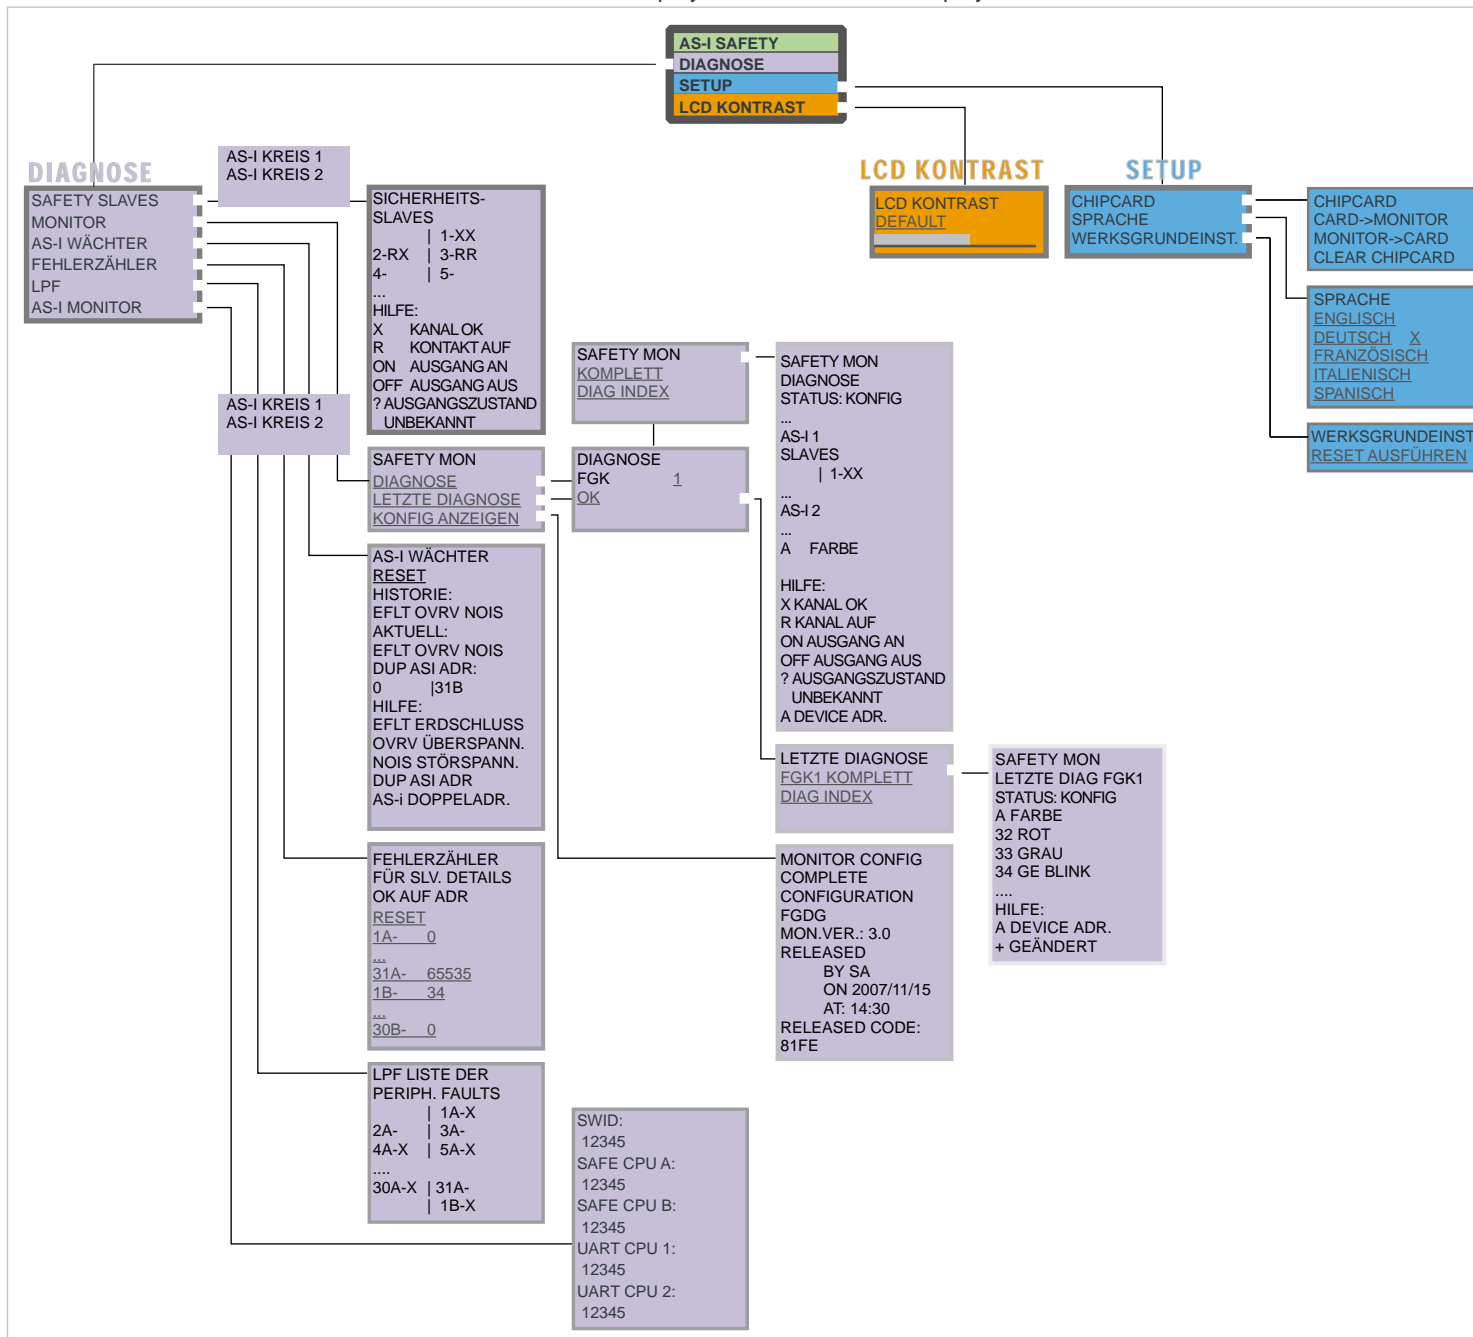 AS-I SAFETY
DIAGNOSE
SETUP
LCD KONTRAST
DIAGNOSE
SAFETY SLAVES
MONITOR
AS-I WÄCHTER
FEHLERZÄHLER
LPF
AS-I MONITOR
AS-I KREIS 1
AS-I KREIS 2
AS-I KREIS 1
AS-I KREIS 2
SICHERHEITS-
SLAVES
| 1-XX
2-RX | 3-RR
4- | 5-
...
HILFE:
X KANAL OK
R KONTAKT AUF
ON AUSGANG AN
OFF AUSGANG AUS
? AUSGANGSZUSTAND
UNBEKANNT
SAFETY MON
DIAGNOSE
LETZTE DIAGNOSE
KONFIG ANZEIGEN
AS-I WÄCHTER
RESET
HISTORIE:
EFLT OVRV NOIS
AKTUELL:
EFLT OVRV NOIS
DUP ASI ADR:
0 |31B
HILFE:
EFLT ERDSCHLUSS
OVRV ÜBERSPANN.
NOIS STÖRSPANN.
DUP ASI ADR
AS-i DOPPELADR.
FEHLERZÄHLER
FÜR SLV. DETAILS
OK AUF ADR
RESET
1A- 0
...
31A- 65535
1B- 34
...
30B- 0
LPF LISTE DER
PERIPH. FAULTS
| 1A-X
2A- | 3A-
4A-X | 5A-X
....
30A-X | 31A-
| 1B-X
SAFETY MON
KOMPLETT
DIAG INDEX
DIAGNOSE
FGK 1
OK
SWID:
12345
SAFE CPU A:
12345
SAFE CPU B:
12345
UART CPU 1:
12345
UART CPU 2:
12345
SAFETY MON
DIAGNOSE
STATUS: KONFIG
...
AS-I 1
SLAVES
| 1-XX
...
AS-I 2
...
A FARBE
HILFE:
X KANAL OK
R KANAL AUF
ON AUSGANG AN
OFF AUSGANG AUS
? AUSGANGSZUSTAND
UNBEKANNT
A DEVICE ADR.
LETZTE DIAGNOSE
FGK1 KOMPLETT
DIAG INDEX
MONITOR CONFIG
COMPLETE
CONFIGURATION
FGDG
MON.VER.: 3.0
RELEASED
BY SA
ON 2007/11/15
AT: 14:30
RELEASED CODE:
81FE
SAFETY MON
LETZTE DIAG FGK1
STATUS: KONFIG
A FARBE
32 ROT
33 GRAU
34 GE BLINK
....
HILFE:
A DEVICE ADR.
+ GEÄNDERT
LCD KONTRAST
LCD KONTRAST
DEFAULT
SETUP
CHIPCARD
SPRACHE
WERKSGRUNDEINST.
CHIPCARD
CARD->MONITOR
MONITOR->CARD
CLEAR CHIPCARD
SPRACHE
ENGLISCH
DEUTSCH X
FRANZÖSISCH
ITALIENISCH
SPANISCH
WERKSGRUNDEINST
RESET AUSFÜHREN